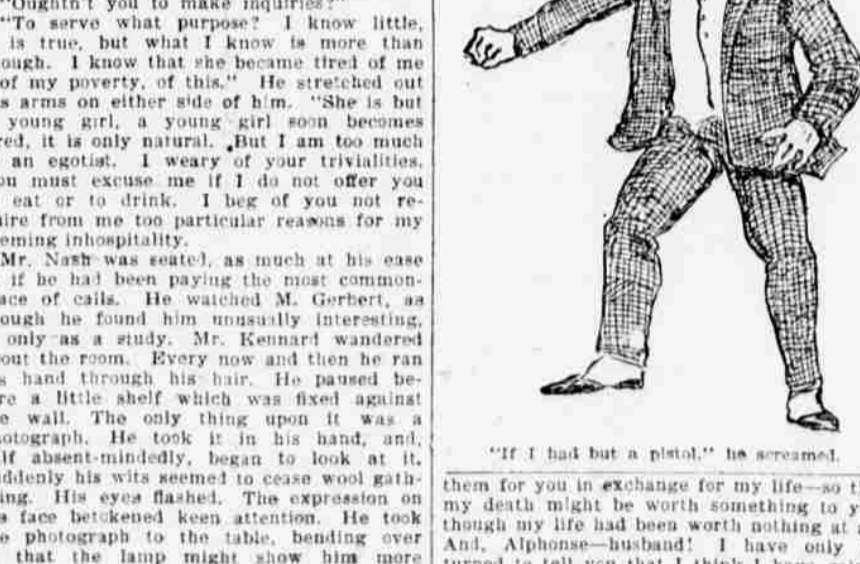 "Oughtn't you to make inquiries?"
"To serve what purpose? I know little,
is true, but what I know is more than
ough. I know that she became tired of me
of my poverty, of this." He stretched out
s arms on either side of him. "She is but
young girl, a young girl soon becomes
red, it is only natural. But I am too much
an egotist. I weary of your trivialities,
ou must excuse me if I do not offer you
eat or to drink. I beg of you not re-
uire from me too particular reasons for my
eming inhospitality.
Mr. Nash was seated, as much at his ease
if he had been paying the most common-
ace of calls. He watched M. Gerbert, as
ough he found him unusually interesting,
only as a study. Mr. Kennard wandered
out the room. Every now and then he ran
s hand through his hair. He paused be-
re a little shelf which was fixed against
e wall. The only thing upon it was a
otograph. He took it in his hand, and,
lf absent-mindedly, began to look at it.
uddenly his wits seemed to cease wool gath-
ing. His eyes flashed. The expression on
s face betokened keen attention. He took
e photograph to the table, bending over
that the lamp might show him more
"If I had but a pistol," he screamed.
them for you in exchange for my life—so t
my death might be worth something to y
though my life had been worth nothing at a
And, Alphonse—husband! I have only
turned to tell you that I think I have